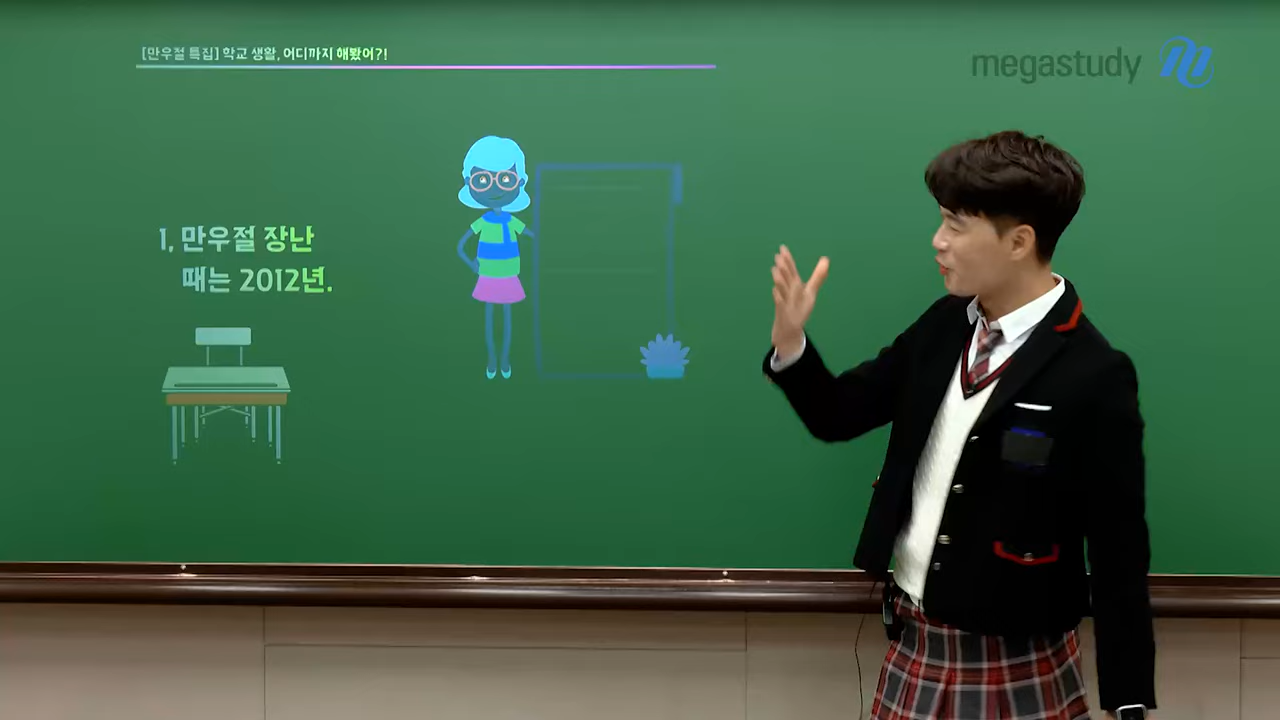 [만우절 특집] 학교 생활, 어디까지 해봤어?!
megastudy
1, 만우절 장난
때는 2012년.